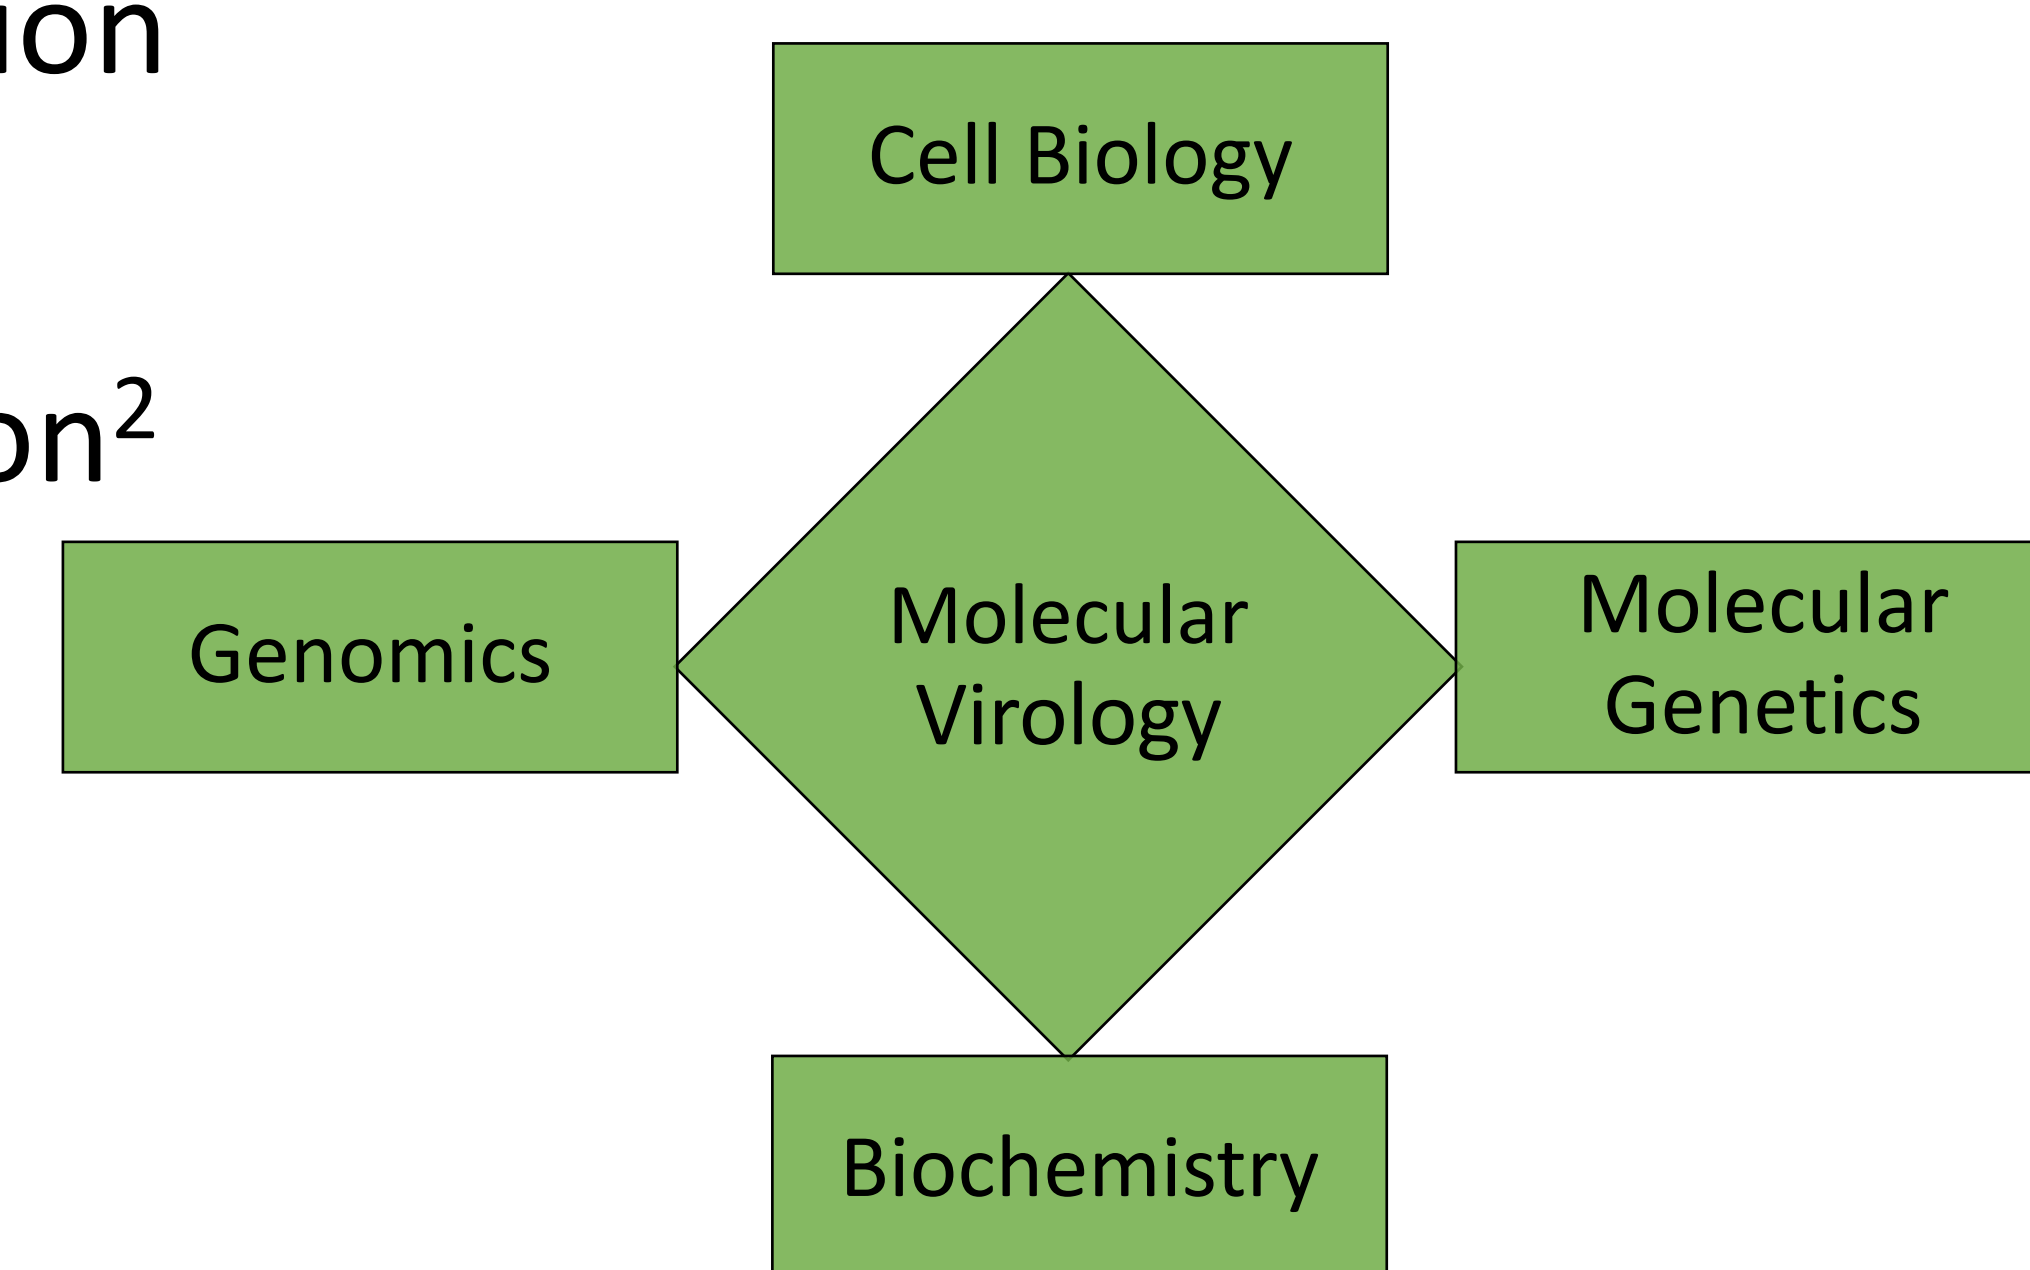 Cell Biology
Genomics
Molecular
Virology
Molecular
Genetics
Biochemistry